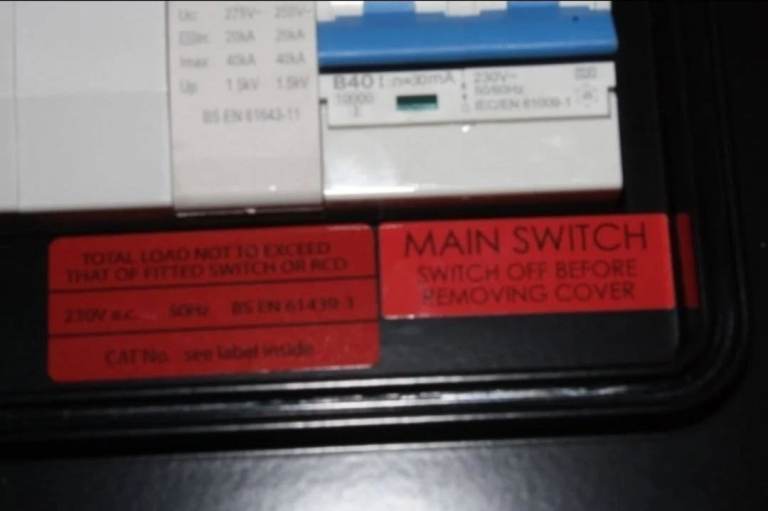 Uc: 275V~ 255V~
In: 20kA 20kA
Imax 40kA 40kA
Up 1.5kV 1.5kV
BS EN 61643-11
B40 I△n=30mA
10000
230V~
50/60Hz
IEC/EN 61009-1
TOTAL LOAD NOT TO EXCEED
THAT OF FITTED SWITCH OR RCD
230V a.c. 50Hz BS EN 61439-3
CAT No. see label inside
MAIN SWITCH
SWITCH OFF BEFORE
REMOVING COVER